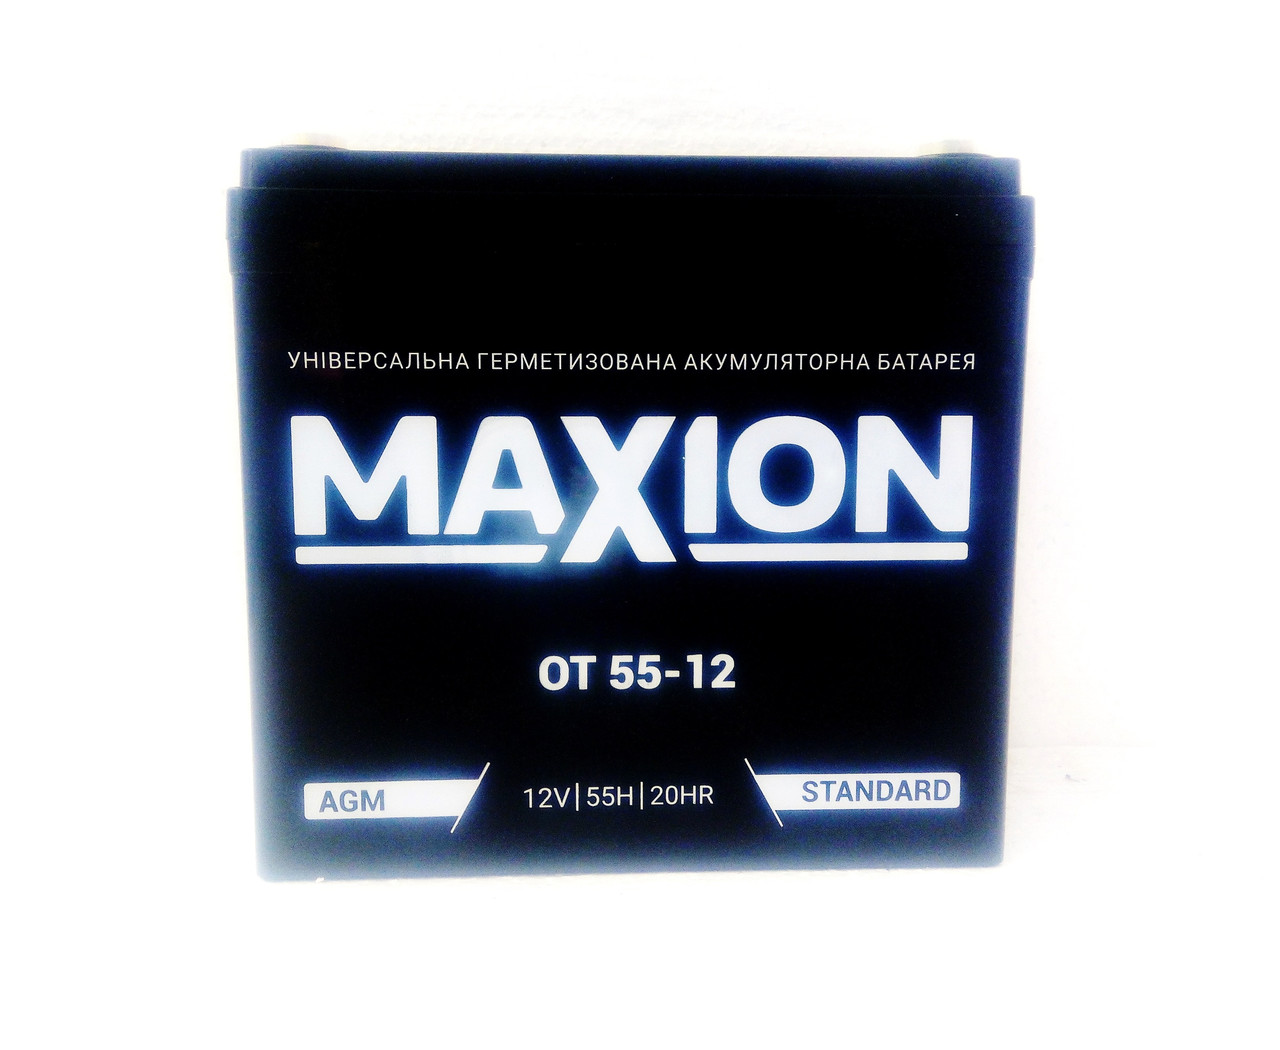 УНІВЕРСАЛЬНА ГЕРМЕТИЗОВАНА АКУМУЛЯТОРНА БАТАРЕЯ
MAXION
OT 55-12
AGM
12V|55H|20HR
STANDARD